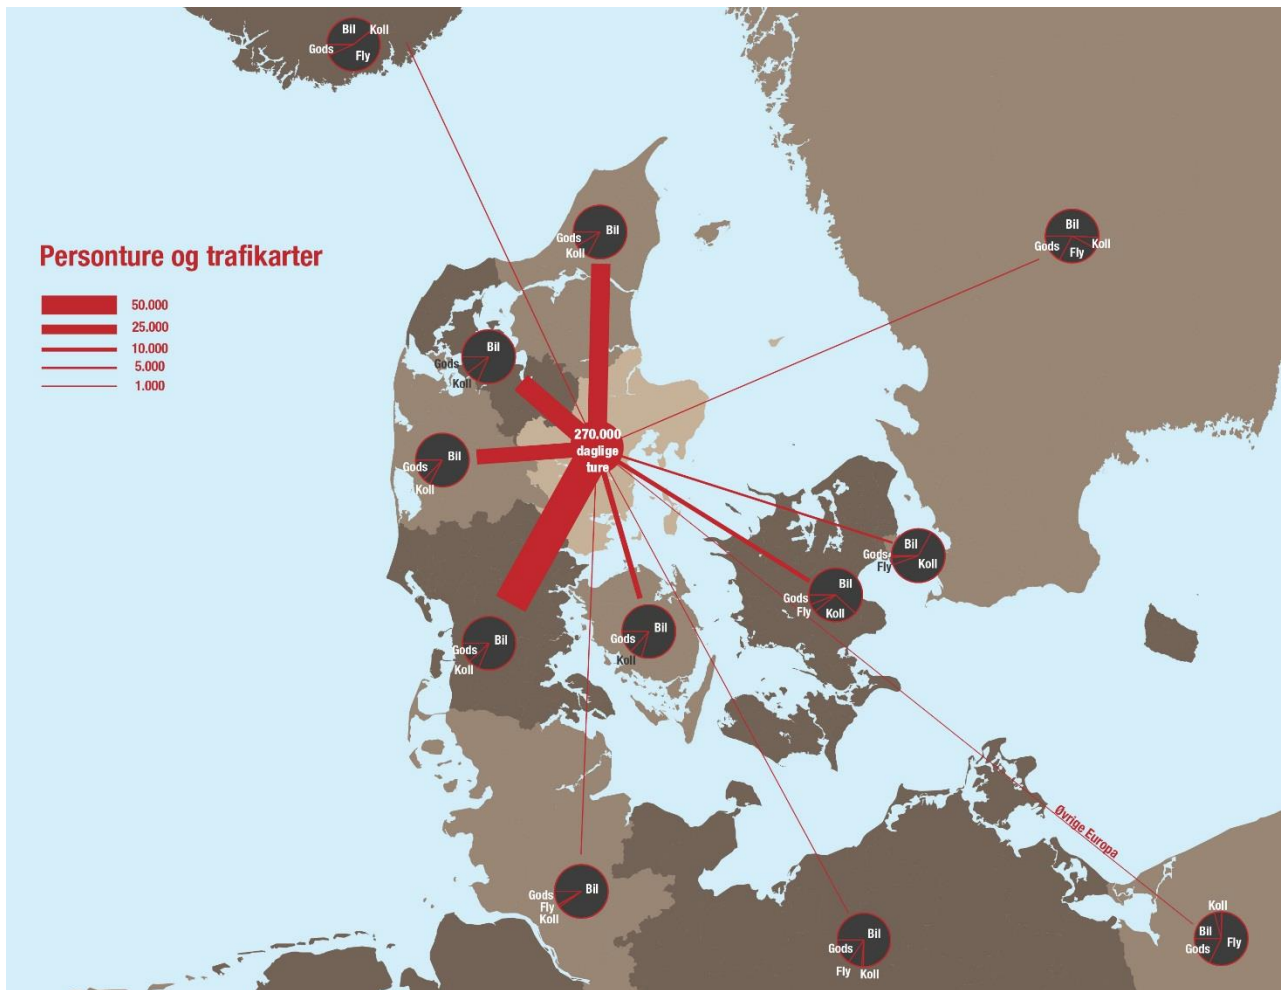 Bil
Koll
Gods
Fly
Personture og trafikarter
50.000
25.000
10.000
5.000
1.000
Bil
Gods
Koll
Bil
Koll
Gods
Fly
Bil
Gods
Koll
270.000
daglige
ture
Bil
Gods
Koll
Bil
Gods
Fly
Koll
Bil
Gods
Fly
Koll
Bil
Gods
Koll
Bil
Gods
Koll
Øvrige Europa
Bil
Gods
Fly
Koll
Bil
Gods
Fly
Koll
Koll
Bil
Fly
Gods